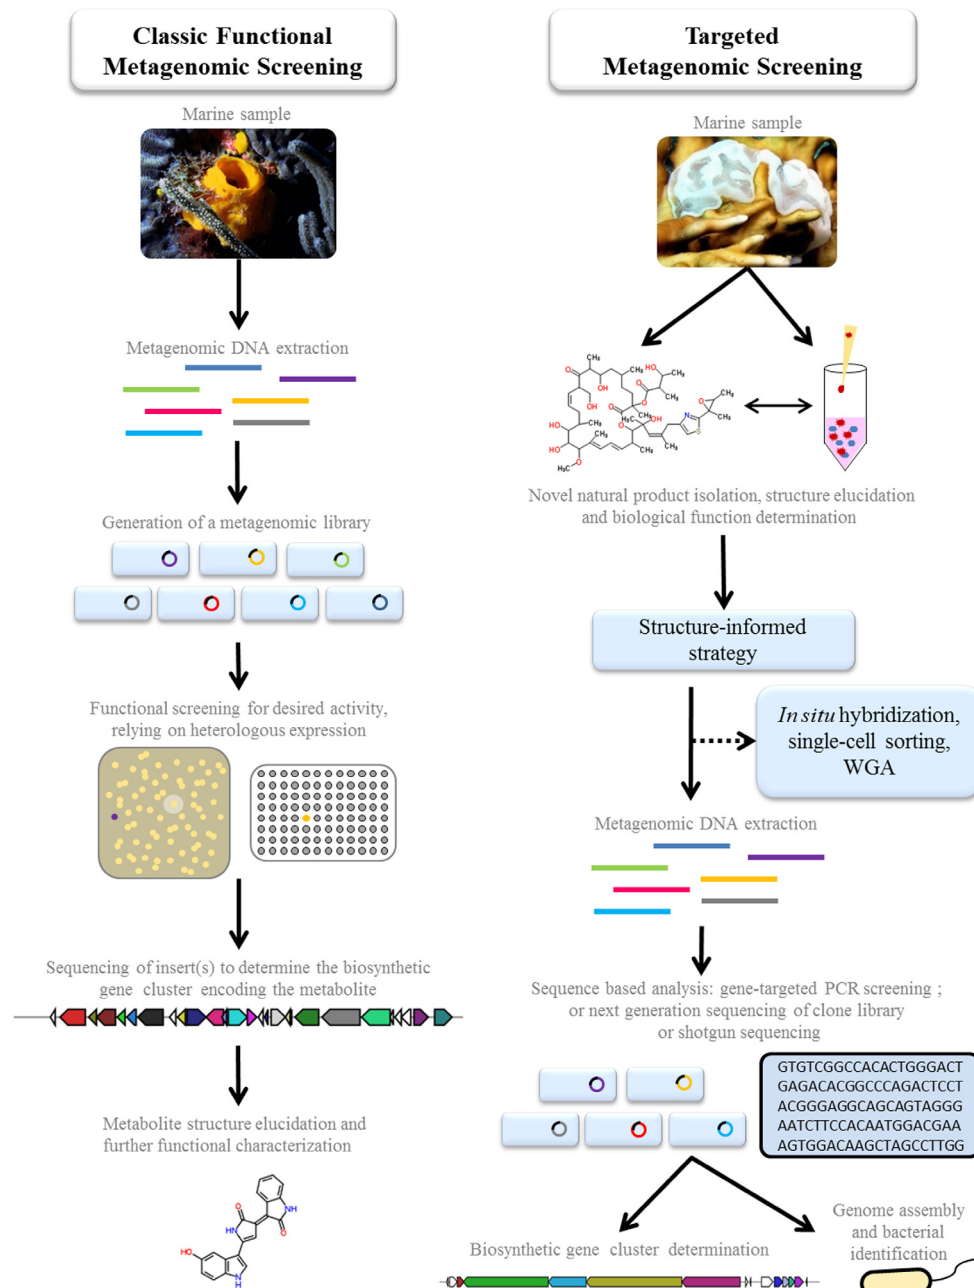 Classic Functional
Metagenomic Screening
Marine sample
Metagenomic DNA extraction
Generation of a metagenomic library
Functional screening for desired activity,
relying on heterologous expression
Sequencing of insert(s) to determine the biosynthetic
gene cluster encoding the metabolite
Metabolite structure elucidation and
further functional characterization
O
NH
O
HN
HO
NH
Targeted
Metagenomic Screening
Marine sample
Novel natural product isolation, structure elucidation
and biological function determination
Structure-informed
strategy
In situ hybridization,
single-cell sorting,
WGA
Metagenomic DNA extraction
Sequence based analysis: gene-targeted PCR screening ;
or next generation sequencing of clone library
or shotgun sequencing
GTGTCGGCCACACTGGGACT
GAGACACGGCCCAGACTCCT
ACGGGAGGCAGCAGTAGGG
AATCTTCCACAATGGACGAA
AGTGGACAAGCTAGCCTTGG
Biosynthetic gene cluster determination
Genome assembly
and bacterial
identification